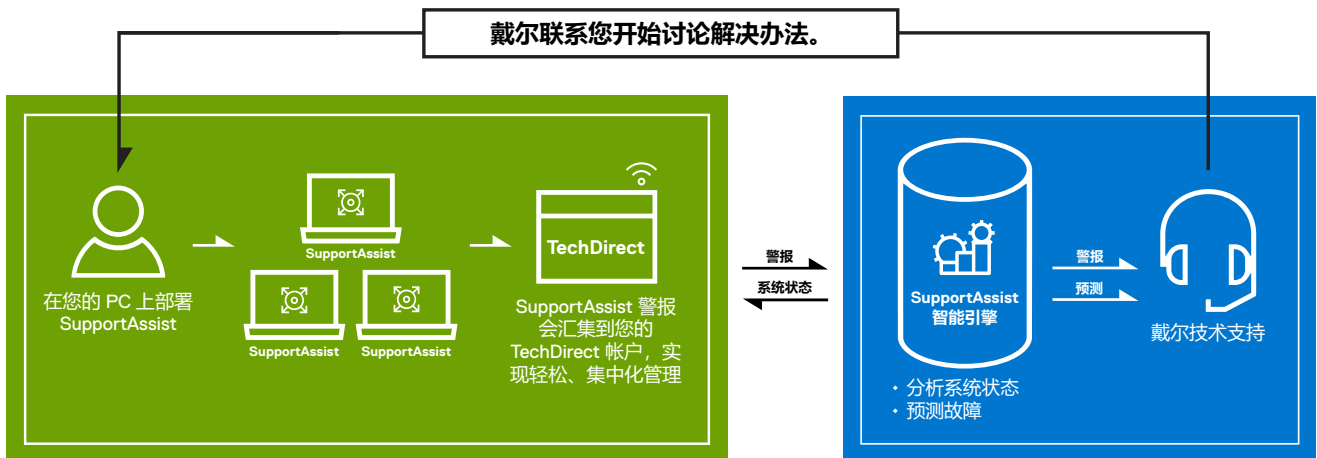 戴尔联系您开始讨论解决办法。
在您的 PC 上部署
SupportAssist
SupportAssist
SupportAssist
SupportAssist
TechDirect
SupportAssist 警报
会汇集到您的
TechDirect 帐户，实
现轻松、集中化管理
警报
系统状态
SupportAssist
智能引擎
· 分析系统状态
· 预测故障
警报
预测
戴尔技术支持